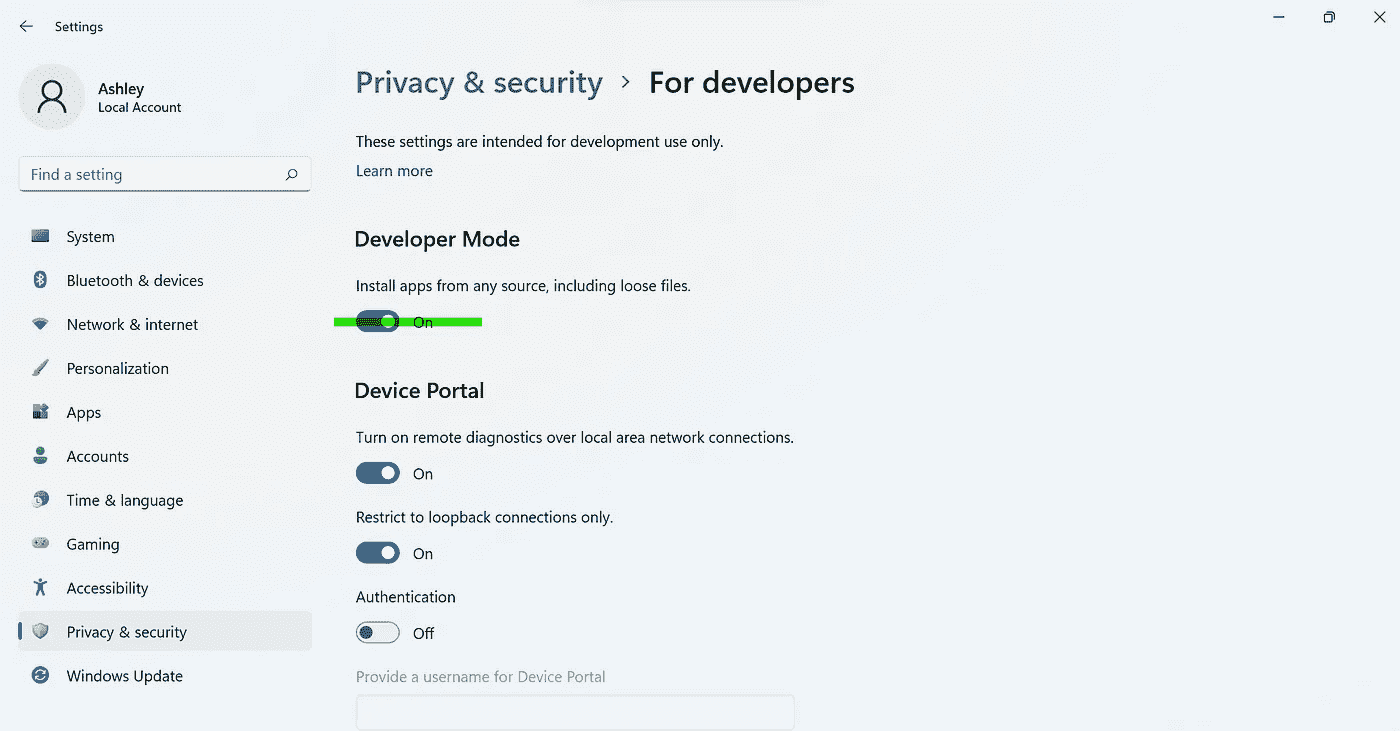 Settings
Ashley
Local Account
Find a setting
System
Bluetooth & devices
Network & internet
Personalization
Apps
Accounts
Time & language
Gaming
Accessibility
Privacy & security
Windows Update
Privacy & security > For developers
These settings are intended for development use only.
Learn more
Developer Mode
Install apps from any source, including loose files.
On
Device Portal
Turn on remote diagnostics over local area network connections.
On
Restrict to loopback connections only.
On
Authentication
Off
Provide a username for Device Portal